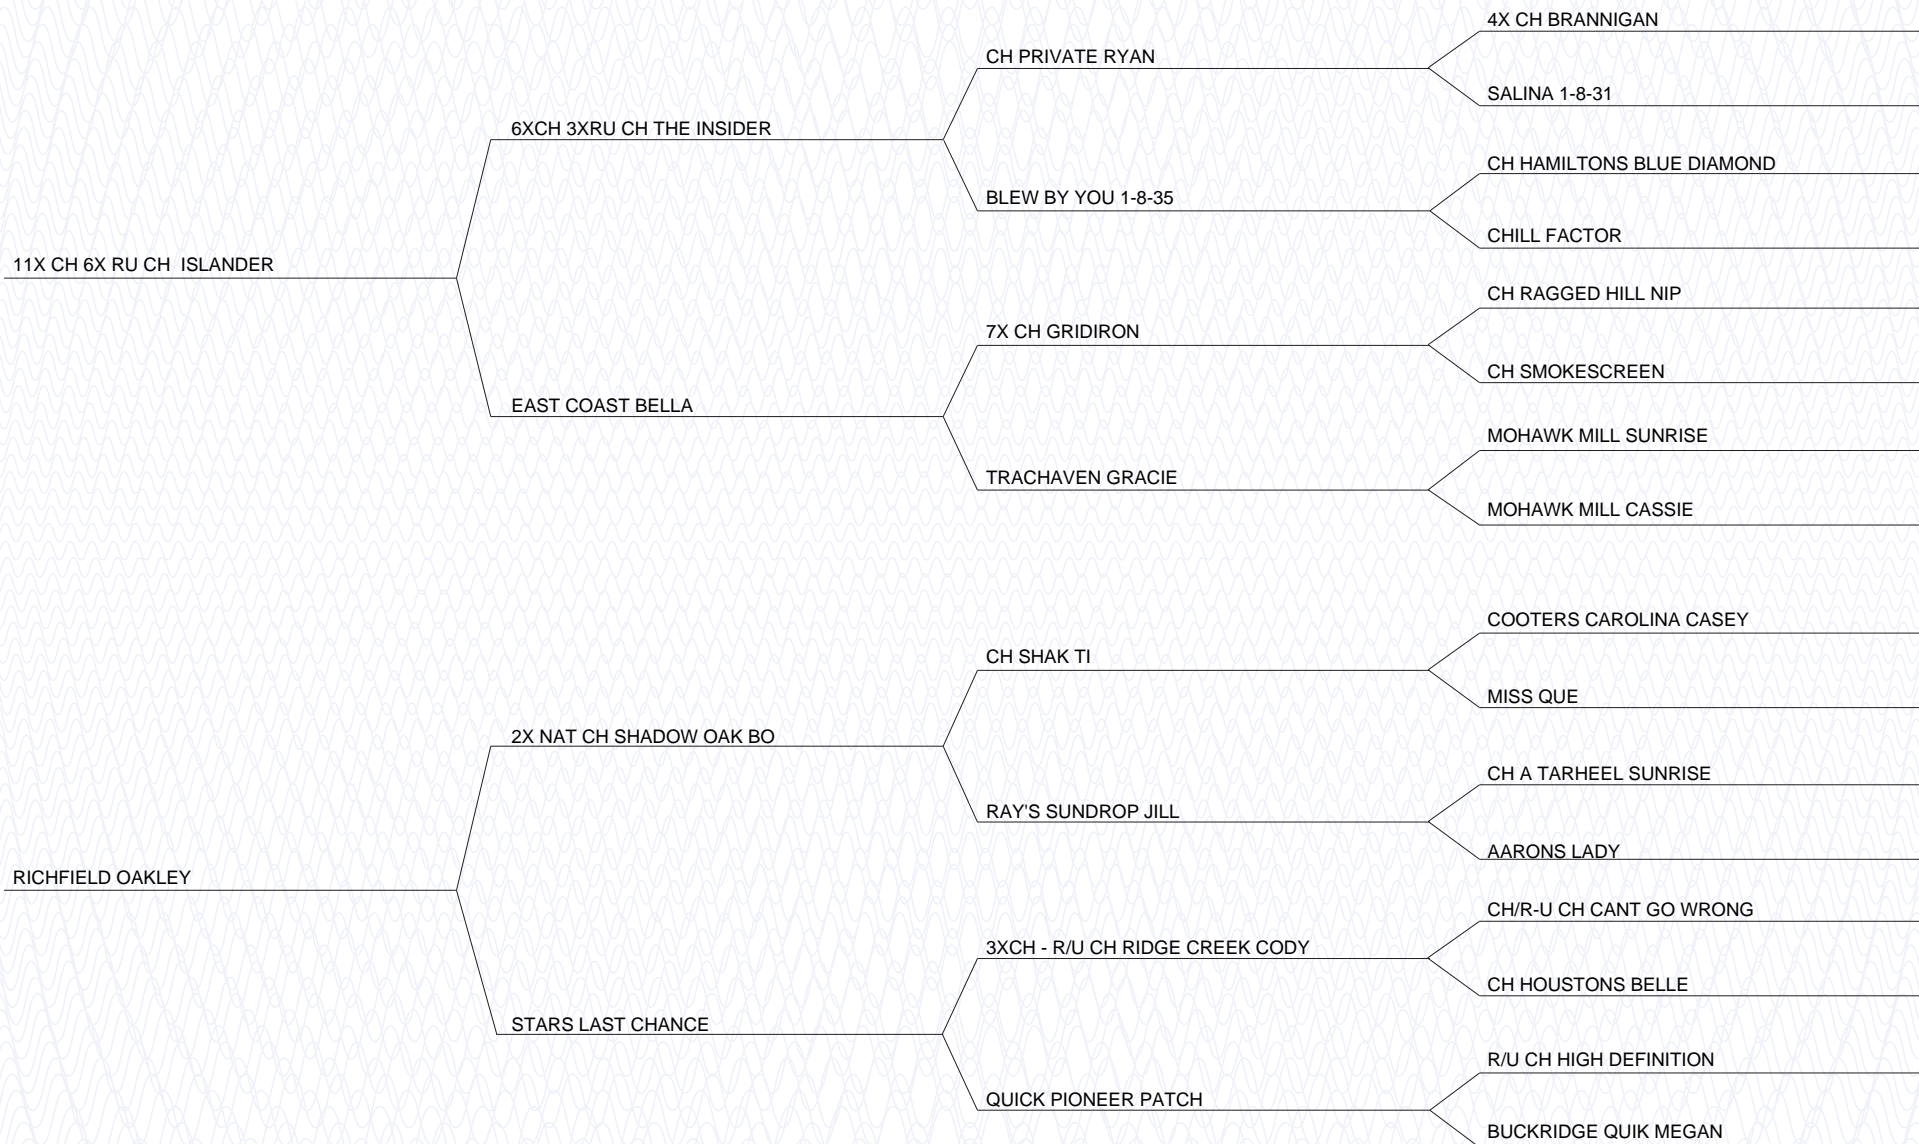 4X CH BRANNIGAN
CH PRIVATE RYAN
SALINA 1-8-31
6XCH 3XRU CH THE INSIDER
CH HAMILTONS BLUE DIAMOND
BLEW BY YOU 1-8-35
CHILL FACTOR
11X CH 6X RU CH  ISLANDER
CH RAGGED HILL NIP
7X CH GRIDIRON
CH SMOKESCREEN
EAST COAST BELLA
MOHAWK MILL SUNRISE
TRACHAVEN GRACIE
MOHAWK MILL CASSIE
COOTERS CAROLINA CASEY
CH SHAK TI
MISS QUE
2X NAT CH SHADOW OAK BO
CH A TARHEEL SUNRISE
RAY'S SUNDROP JILL
AARONS LADY
RICHFIELD OAKLEY
CH/R-U CH CANT GO WRONG
3XCH - R/U CH RIDGE CREEK CODY
CH HOUSTONS BELLE
STARS LAST CHANCE
R/U CH HIGH DEFINITION
QUICK PIONEER PATCH
BUCKRIDGE QUIK MEGAN